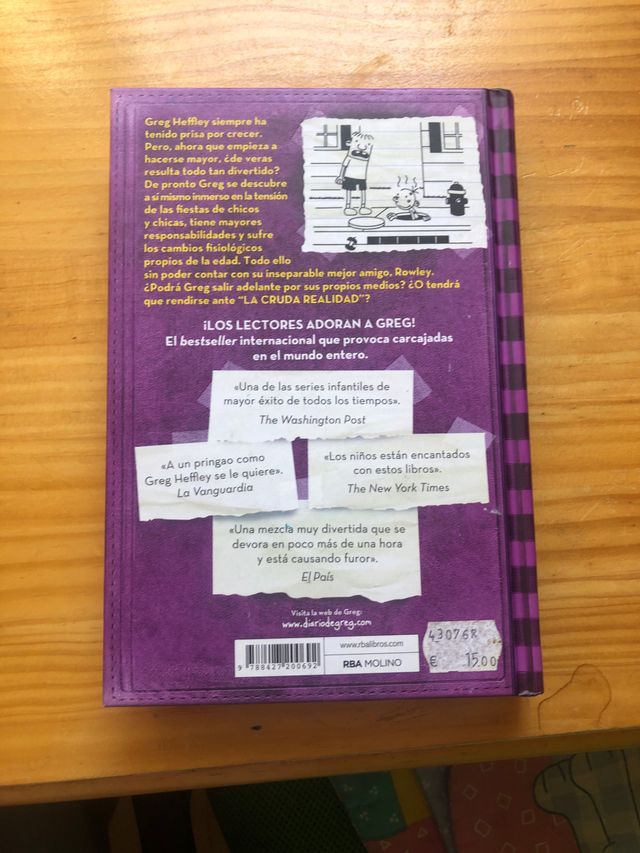 Greg Heffley siempre ha
tenido prisa por crecer.
Pero, ahora que empieza a
hacerse mayor, ¿de veras
resulta todo tan divertido?
De pronto Greg se descubre
a sí mismo inmerso en la tensión
de las fiestas de chicos
y chicas, tiene mayores
responsabilidades y sufre
los cambios fisiológicos
propios de la edad. Todo ello
sin poder contar con su inseparable mejor amigo, Rowley.
¿Podrá Greg salir adelante por sus propios medios? ¿O tendrá
que rendirse ante “LA CRUDA REALIDAD”?
¡LOS LECTORES ADORAN A GREG!
El bestseller internacional que provoca carcajadas
en el mundo entero.
«Una de las series infantiles de
mayor éxito de todos los tiempos».
The Washington Post
«A un pringao como
Greg Heffley se le quiere».
La Vanguardia
«Los niños están encantados
con estos libros».
The New York Times
«Una mezcla muy divertida que se
devora en poco más de una hora
y está causando furor».
El País
Visita la web de Greg:
www.diariodegreg.com
www.rbalibros.com
RBA MOLINO
9 788427 200692
430768
€ 15.00